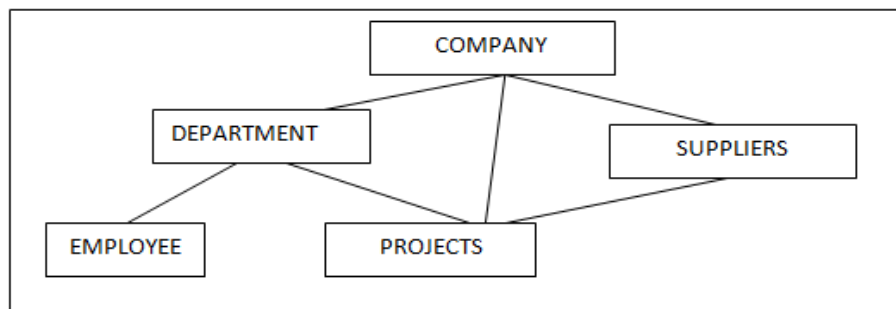 COMPANY
DEPARTMENT
SUPPLIERS
EMPLOYEE
PROJECTS